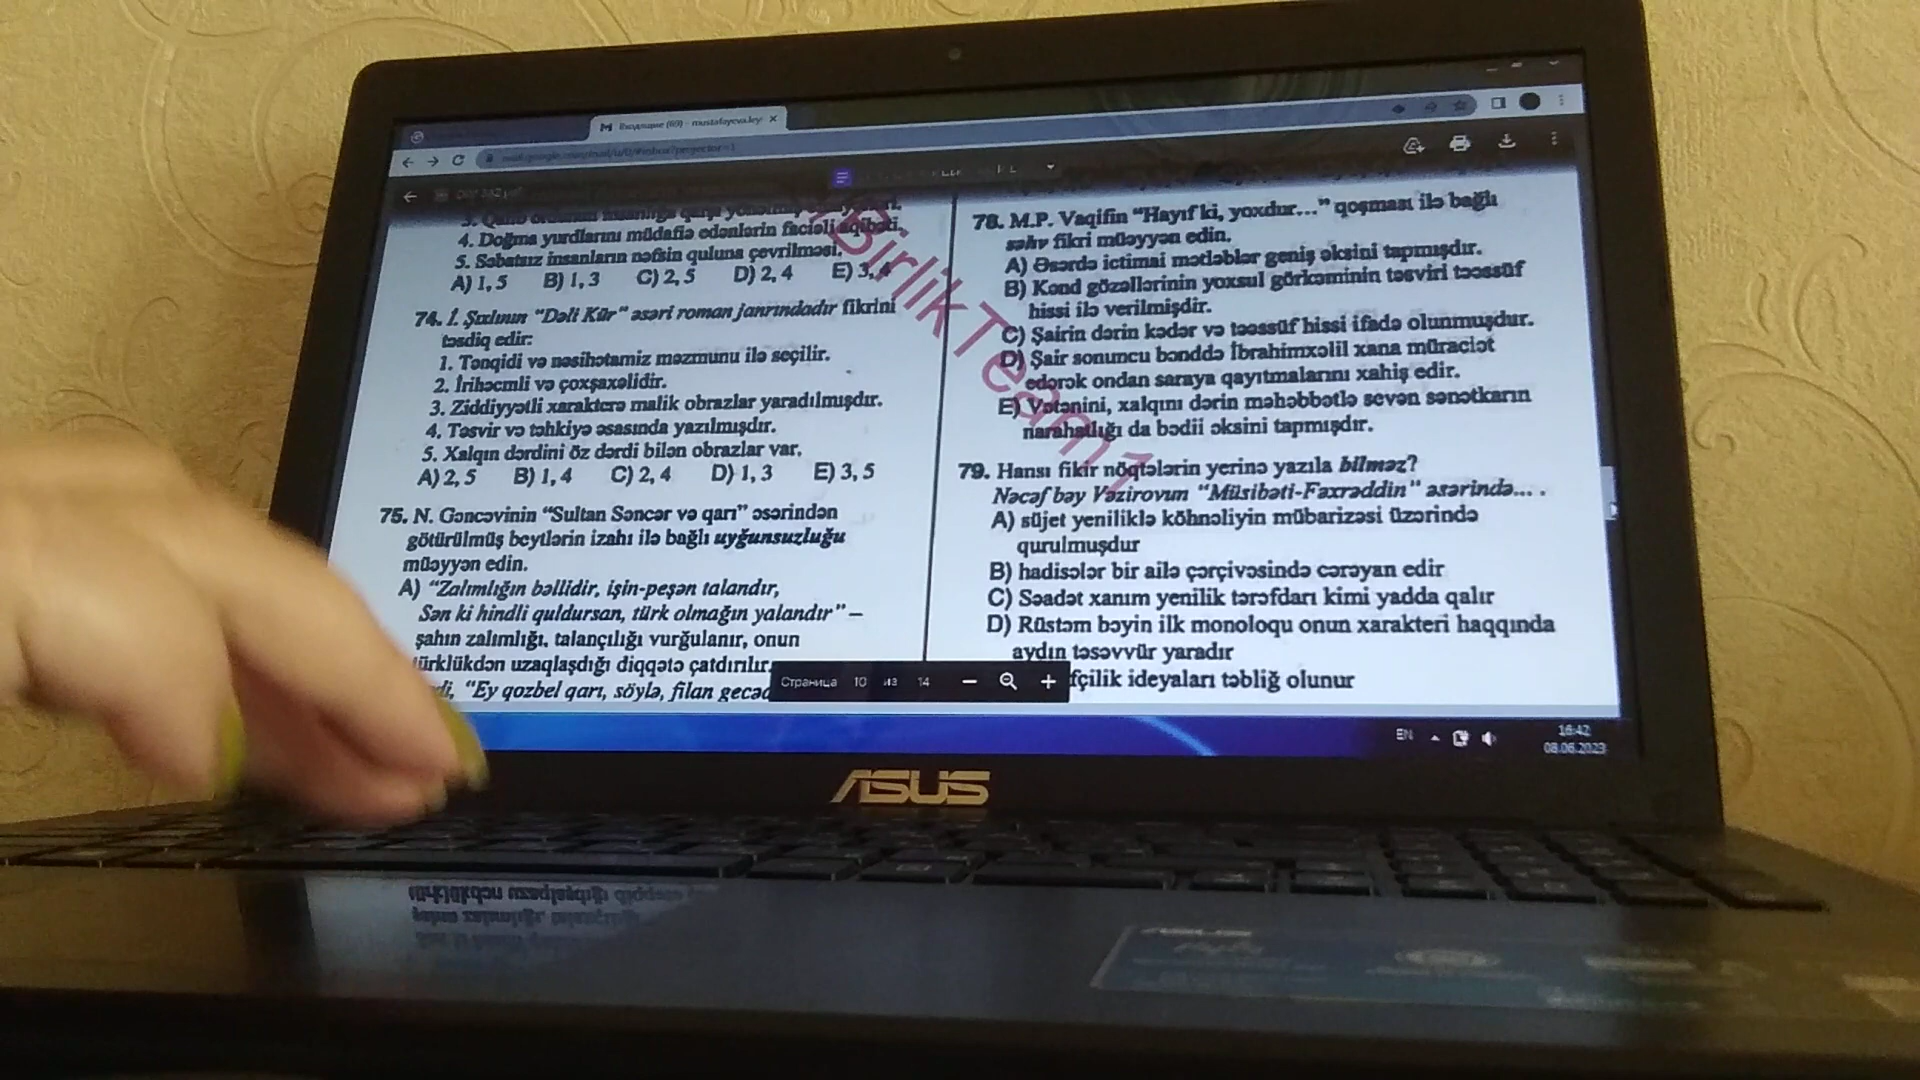 Входящие (69) - mustafayeva.ley
4. Doğma yurdlarını müdafiə edənlərin faciəli aqibəti.
5. Səbatsız insanların nəfsin quluna çevrilməsi.
A) 1, 5 B) 1, 3 C) 2, 5 D) 2, 4 E) 3, 4
74. İ. Şıxlının “Dəli Kür” əsəri roman janrındadır fikrini
təsdiq edir:
1. Tənqidi və nəsihətamiz məzmunu ilə seçilir.
2. İrihəcmli və çoxşaxəlidir.
3. Ziddiyyətli xarakterə malik obrazlar yaradılmışdır.
4. Təsvir və təhkiyə əsasında yazılmışdır.
5. Xalqın dərdini öz dərdi bilən obrazlar var.
A) 2, 5 B) 1, 4 C) 2, 4 D) 1, 3 E) 3, 5
75. N. Gəncəvinin “Sultan Səncər və qarı” əsərindən
götürülmüş beytlərin izahı ilə bağlı uyğunsuzluğu
müəyyən edin.
A) “Zalımlığın bəllidir, işin-peşən talandır,
Sən ki hindli quldursan, türk olmağın yalandır” –
şahın zalımlığı, talançılığı vurğulanır, onun
türklükdən uzaqlaşdığı diqqətə çatdırılır.
“Ey qozbel qarı, söylə, filan gecəd
78. M.P. Vaqifin “Hayıf ki, yoxdur...” qoşması ilə bağlı
səhv fikri müəyyən edin.
A) Əsərdə ictimai mətləblər geniş əksini tapmışdır.
B) Kənd gözəllərinin yoxsul görkəminin təsviri təəssüf
hissi ilə verilmişdir.
C) Şairin dərin kədər və təəssüf hissi ifadə olunmuşdur.
D) Şair sonuncu bənddə İbrahimxəlil xana müraciət
edərək ondan saraya qayıtmalarını xahiş edir.
E) Vətənini, xalqını dərin məhəbbətlə sevən sənətkarın
narahatlığı da bədii əksini tapmışdır.
79. Hansı fikir nöqtələrin yerinə yazıla bilməz?
Nəcəf bəy Vəzirovun “Müsibəti-Fəxrəddin” əsərində... .
A) süjet yeniliklə köhnəliyin mübarizəsi üzərində
qurulmuşdur
B) hadisələr bir ailə çərçivəsində cərəyan edir
C) Səadət xanım yenilik tərəfdarı kimi yadda qalır
D) Rüstəm bəyin ilk monoloqu onun xarakteri haqqında
aydın təsəvvür yaradır
fçilik ideyaları təbliğ olunur
BirlikTeam1
Страница 10 из 14
EN
16:42
08.06.2023
ASUS